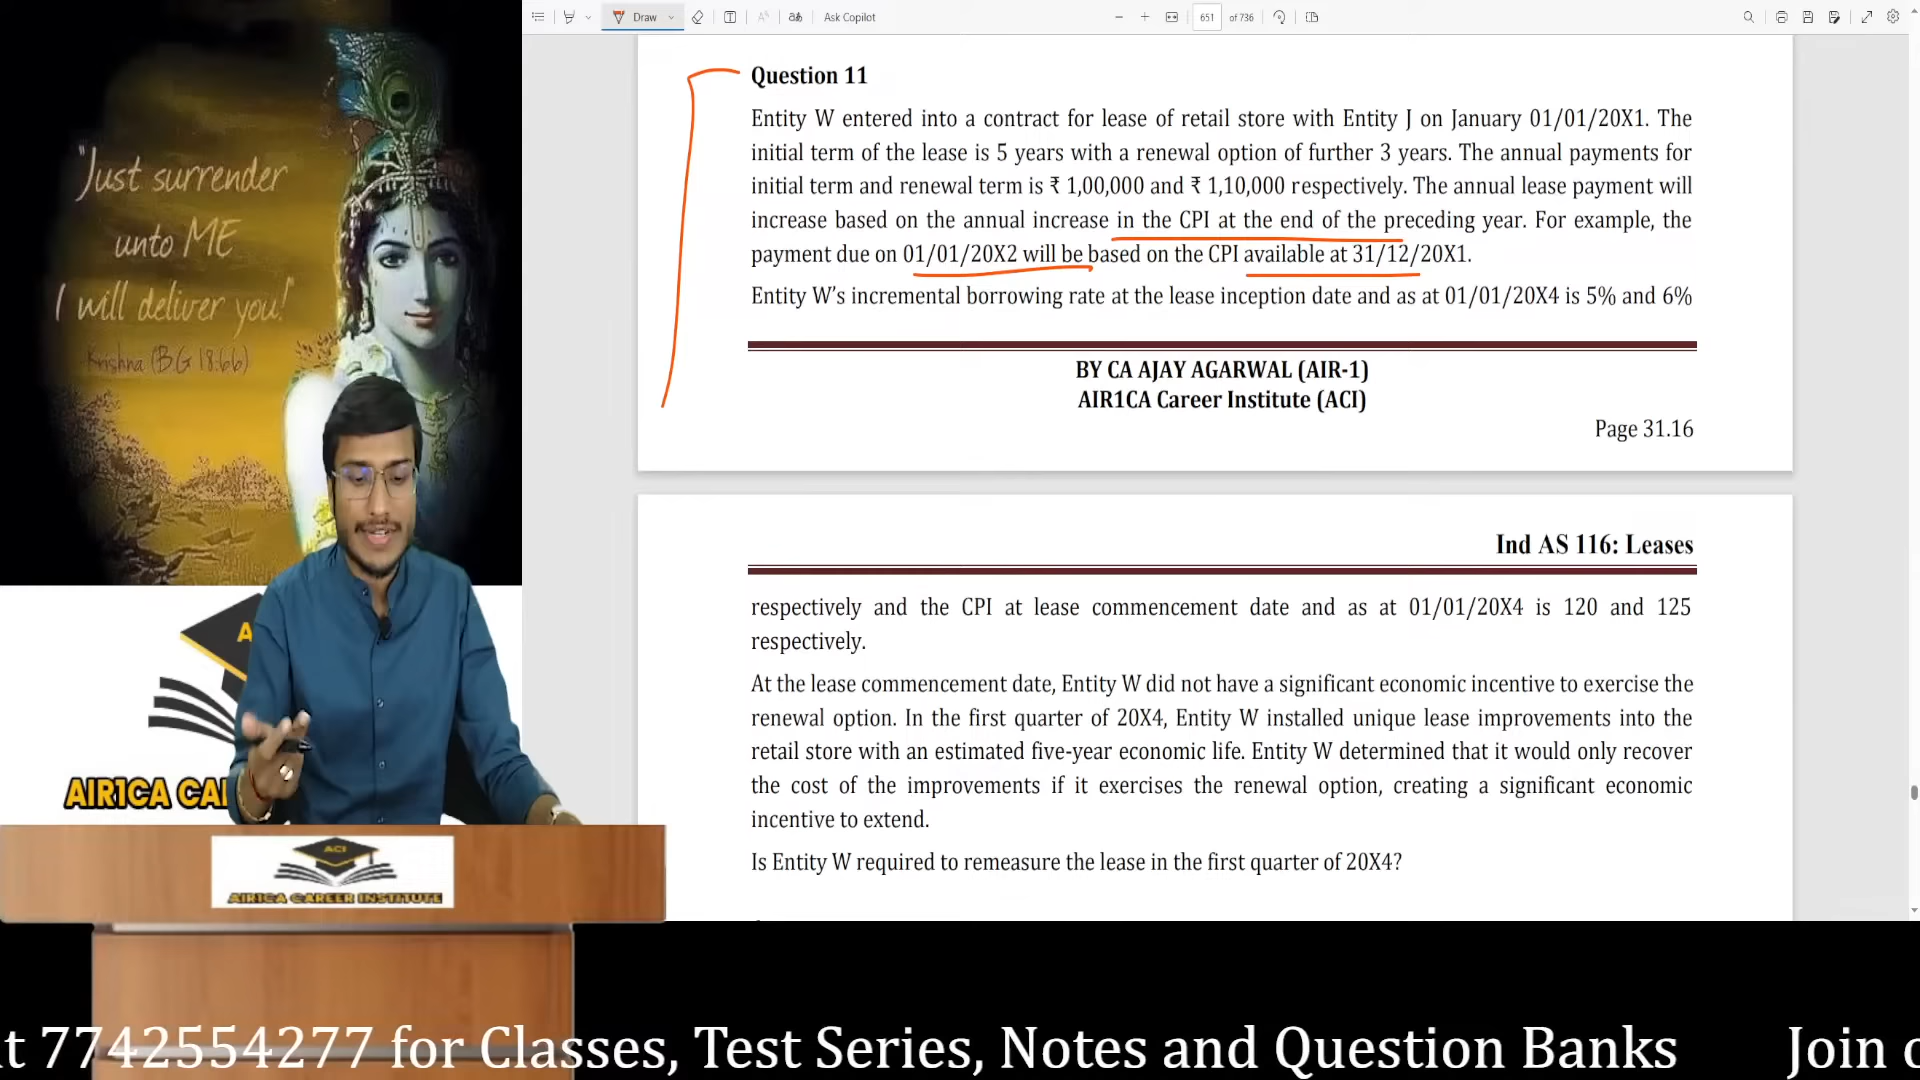 Draw
Ask Copilot
651 of 736
"Just surrender
unto ME
I will deliver you!"
Krishna (B.G 18:66)
Question 11
Entity W entered into a contract for lease of retail store with Entity J on January 01/01/20X1. The
initial term of the lease is 5 years with a renewal option of further 3 years. The annual payments for
initial term and renewal term is ₹ 1,00,000 and ₹ 1,10,000 respectively. The annual lease payment will
increase based on the annual increase in the CPI at the end of the preceding year. For example, the
payment due on 01/01/20X2 will be based on the CPI available at 31/12/20X1.
Entity W's incremental borrowing rate at the lease inception date and as at 01/01/20X4 is 5% and 6%
BY CA AJAY AGARWAL (AIR-1)
AIR1CA Career Institute (ACI)
Page 31.16
Ind AS 116: Leases
respectively and the CPI at lease commencement date and as at 01/01/20X4 is 120 and 125
respectively.
At the lease commencement date, Entity W did not have a significant economic incentive to exercise the
renewal option. In the first quarter of 20X4, Entity W installed unique lease improvements into the
retail store with an estimated five-year economic life. Entity W determined that it would only recover
the cost of the improvements if it exercises the renewal option, creating a significant economic
incentive to extend.
Is Entity W required to remeasure the lease in the first quarter of 20X4?
AIR1CA CA
ACI
AIR1CA CAREER INSTITUTE
t 7742554277 for Classes, Test Series, Notes and Question Banks
Join